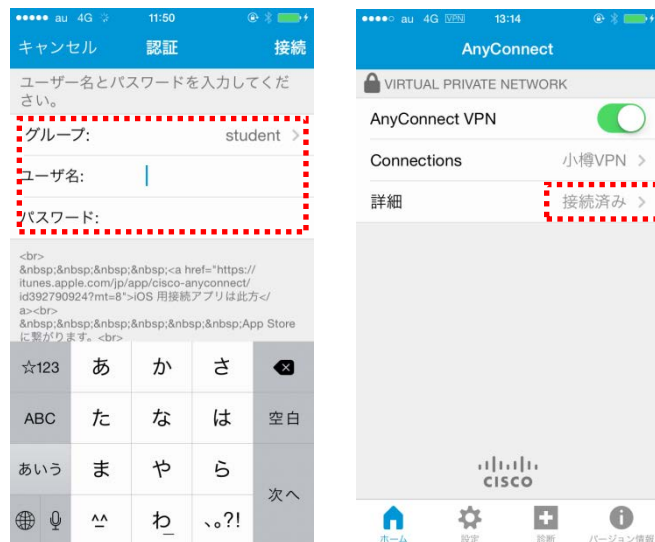 au 4G 11:50
キャンセル 認証 接続
ユーザー名とパスワードを入力してくだ
さい。
グループ: student >
ユーザ名:
パスワード:
<br>
&nbsp;&nbsp;&nbsp;&nbsp;<a href="https://
itunes.apple.com/jp/app/cisco-anyconnect/
id392790924?mt=8">iOS 用接続アプリは此方</
a><br>
&nbsp;&nbsp;&nbsp;&nbsp;&nbsp;&nbsp;App Store
に繋がります。<br>
☆123 あ か さ
ABC た な は 空白
あいう ま や ら
^^ わ_ 、。?! 次へ
au 4G VPN 13:14
AnyConnect
VIRTUAL PRIVATE NETWORK
AnyConnect VPN
Connections 小樽VPN >
詳細 接続済み >
CISCO
ホーム 設定 診断 バージョン情報